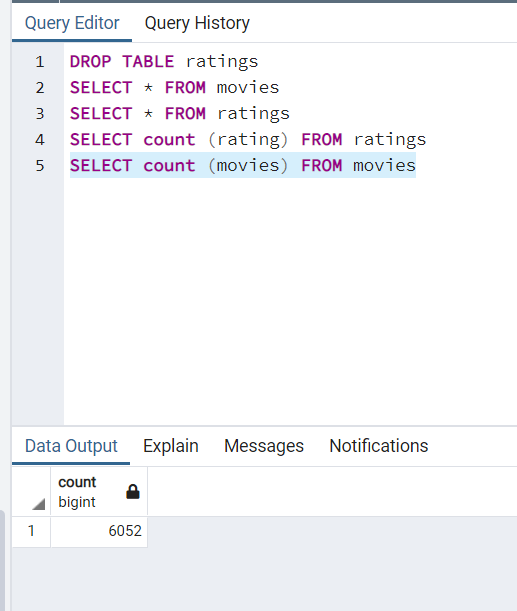 Query Editor Query History
1 DROP TABLE ratings
2 SELECT * FROM movies
3 SELECT * FROM ratings
4 SELECT count (rating) FROM ratings
5 SELECT count (movies) FROM movies
Data Output Explain Messages Notifications
count
bigint
1 6052